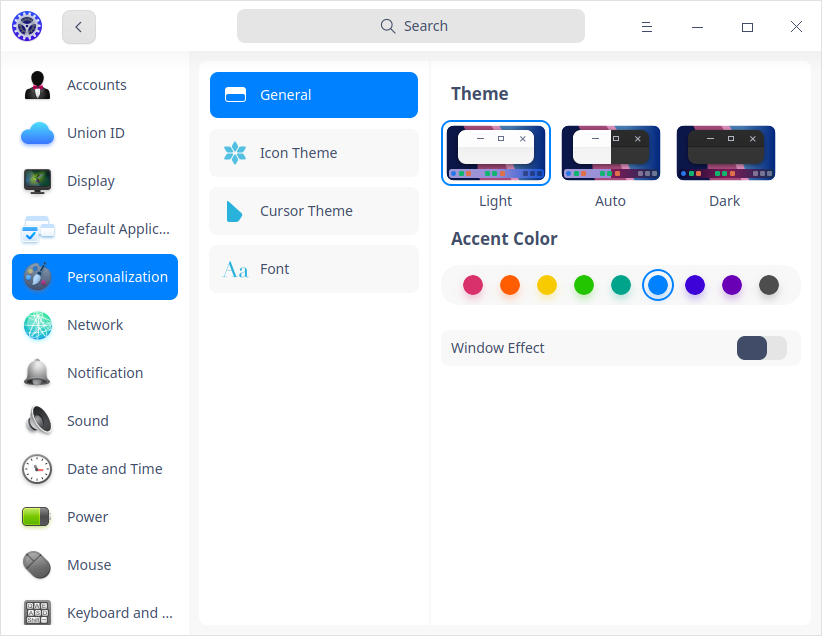 Search
Accounts
Union ID
Display
Default Applic...
Personalization
Network
Notification
Sound
Date and Time
Power
Mouse
Keyboard and ...
General
Icon Theme
Cursor Theme
Aa Font
Theme
Light Auto Dark
Accent Color
Window Effect